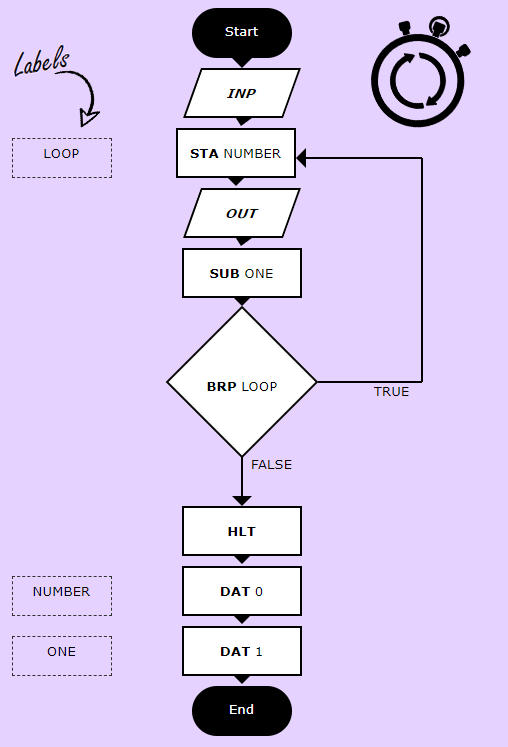 Start
Labels
INP
LOOP
STA NUMBER
OUT
SUB ONE
BRP LOOP
TRUE
FALSE
HLT
NUMBER
DAT 0
ONE
DAT 1
End